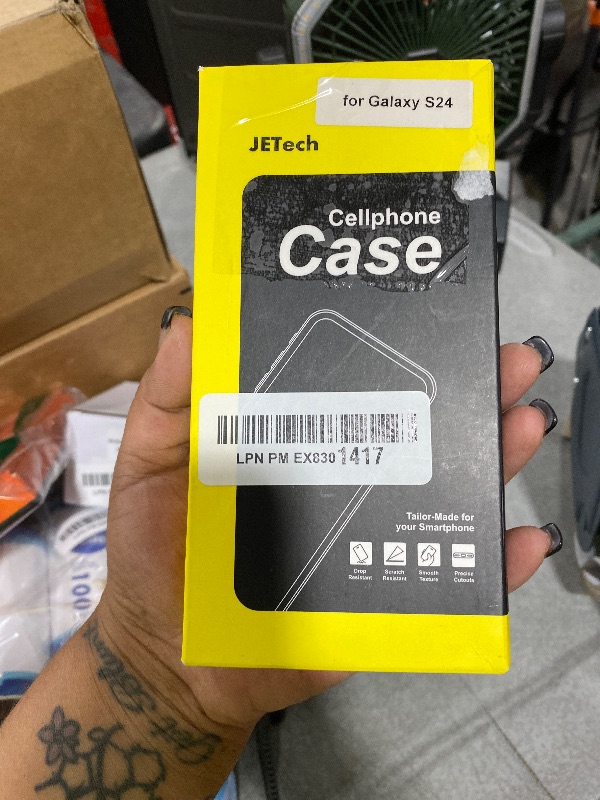 for Galaxy S24
JETech
Cellphone
Case
LPN PM EX830 1417
Tailor-Made for
your Smartphone
Drop
Resistant
Scratch
Resistant
Smooth
Texture
Precise
Cutouts
100